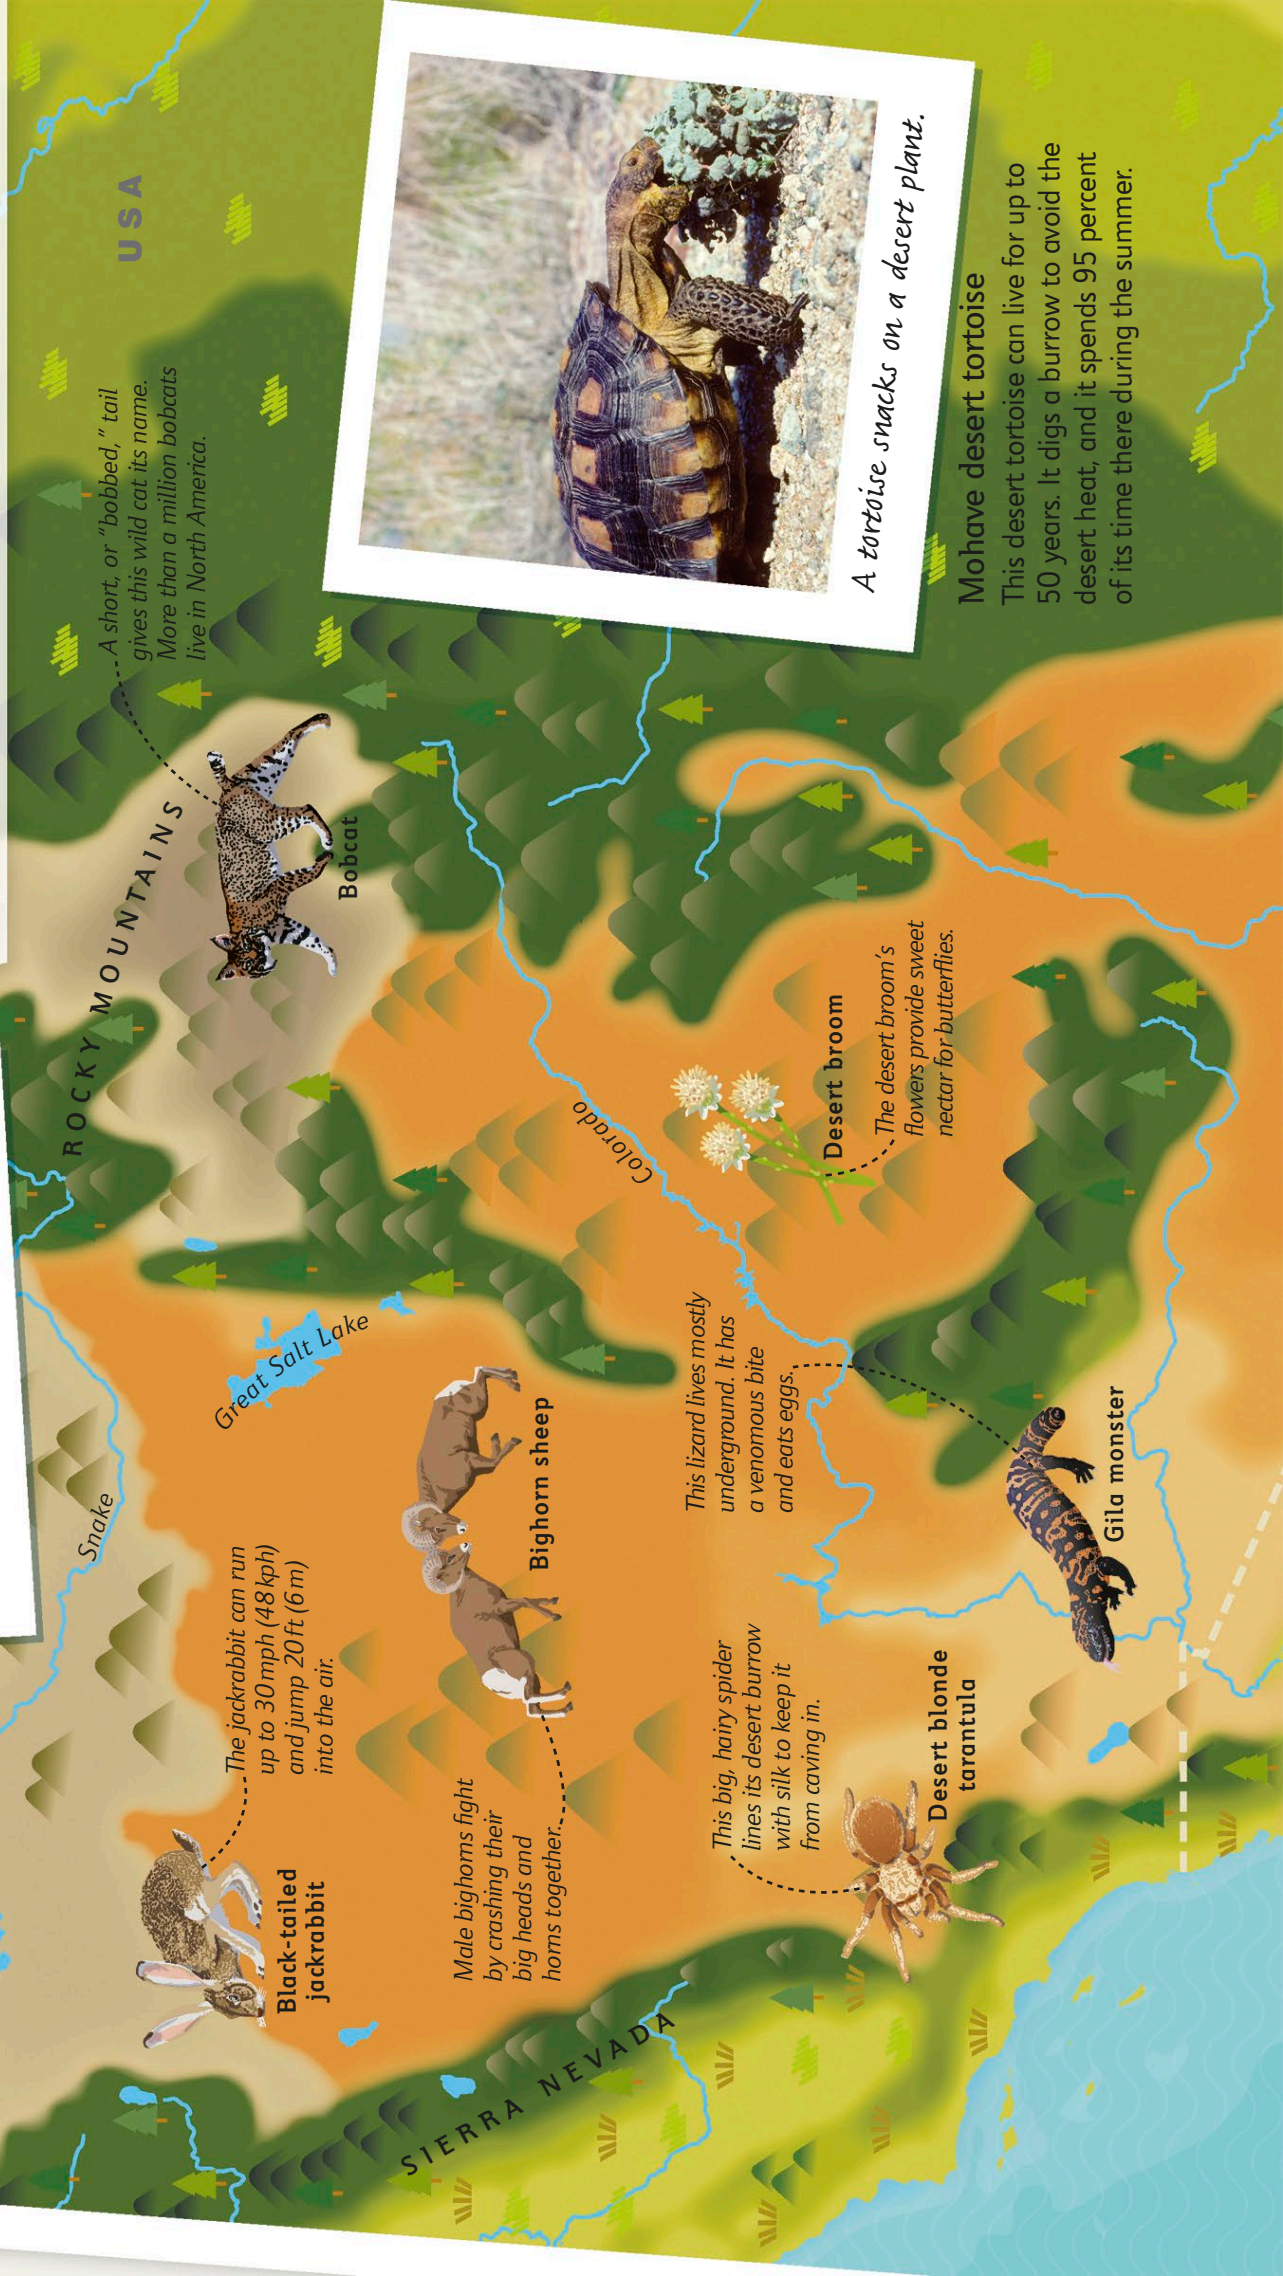 USA
A short, or “bobbed,” tail
gives this wild cat its name.
More than a million bobcats
live in North America.
ROCKY MOUNTAINS
Bobcat
Snake
Great Salt Lake
The jackrabbit can run
up to 30 mph (48 kph)
and jump 20 ft (6 m)
into the air.
Black-tailed
jackrabbit
Male bighorns fight
by crashing their
big heads and
horns together.
Bighorn sheep
Colorado
SIERRA NEVADA
This big, hairy spider
lines its desert burrow
with silk to keep it
from caving in.
Desert blonde
tarantula
This lizard lives mostly
underground. It has
a venomous bite
and eats eggs.
Gila monster
Desert broom
The desert broom’s
flowers provide sweet
nectar for butterflies.
A tortoise snacks on a desert plant.
Mohave desert tortoise
This desert tortoise can live for up to
50 years. It digs a burrow to avoid the
desert heat, and it spends 95 percent
of its time there during the summer.